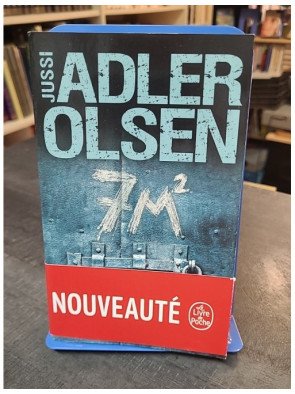 JUSSI
ADLER
OLSEN
7M²
NOUVEAUTÉ
Le Livre
de Poche